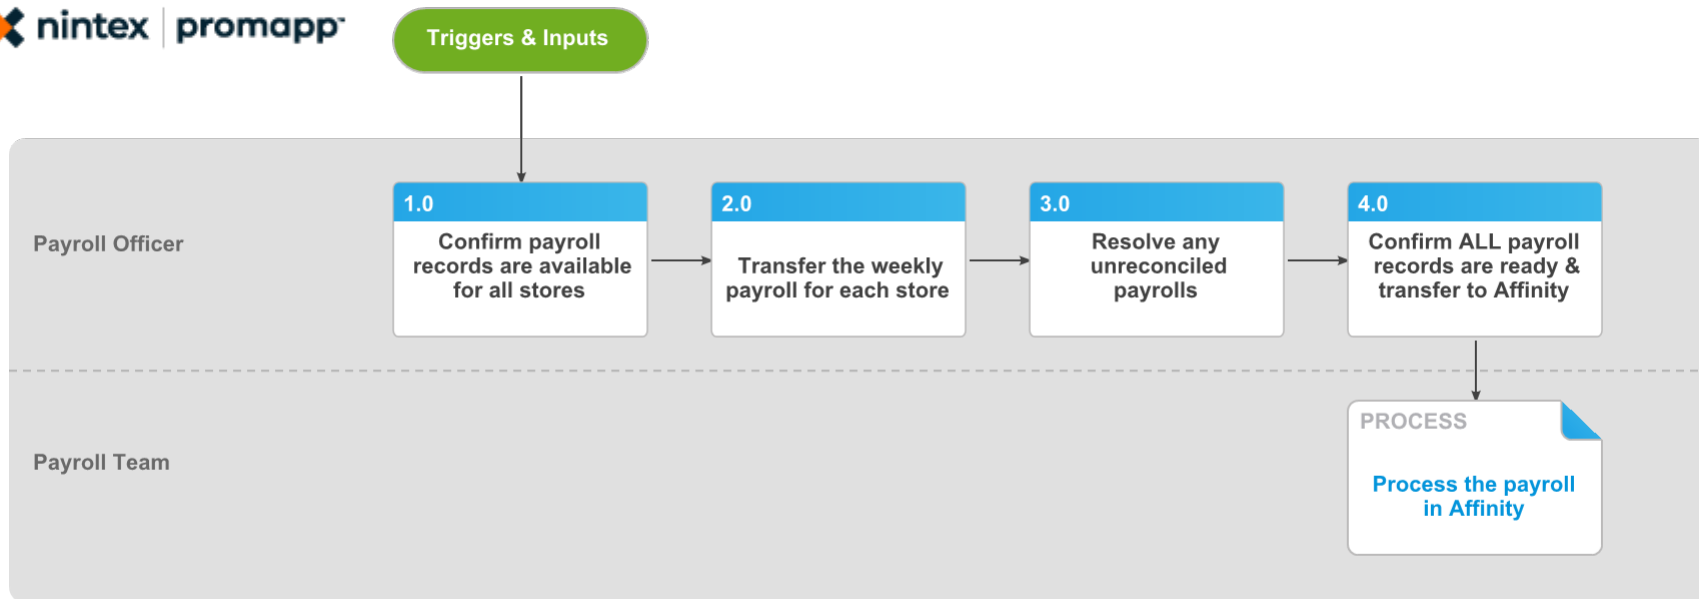 nintex | promapp™
Triggers & Inputs
Payroll Officer
1.0
Confirm payroll
records are available
for all stores
2.0
Transfer the weekly
payroll for each store
3.0
Resolve any
unreconciled
payrolls
4.0
Confirm ALL payroll
records are ready &
transfer to Affinity
Payroll Team
PROCESS
Process the payroll
in Affinity